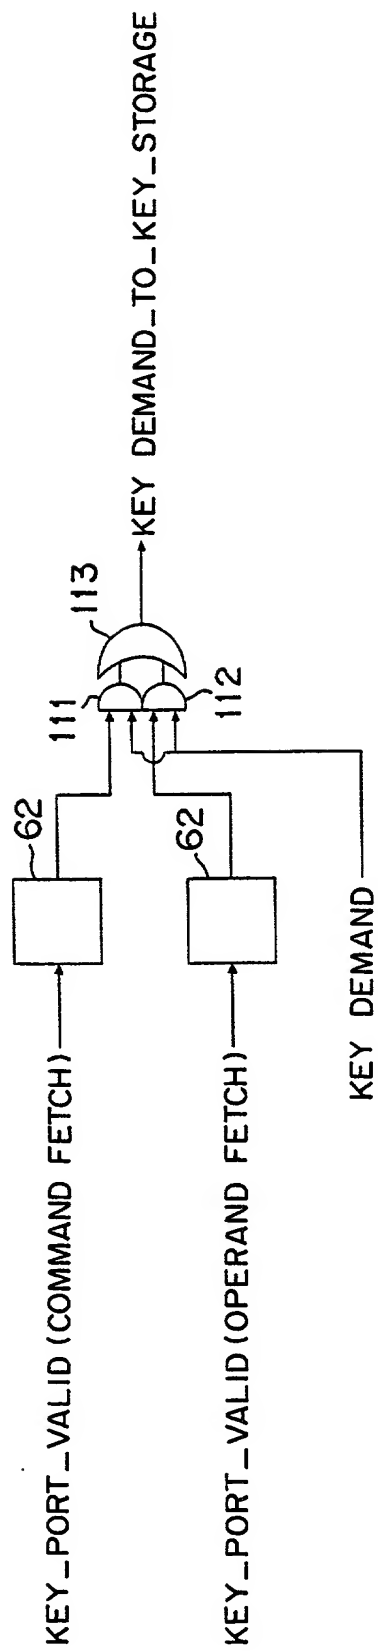 KEY_PORT_VALID (COMMAND FETCH)
62
111
113
KEY DEMAND_TO_KEY_STORAGE
KEY_PORT_VALID (OPERAND FETCH)
62
112
KEY DEMAND